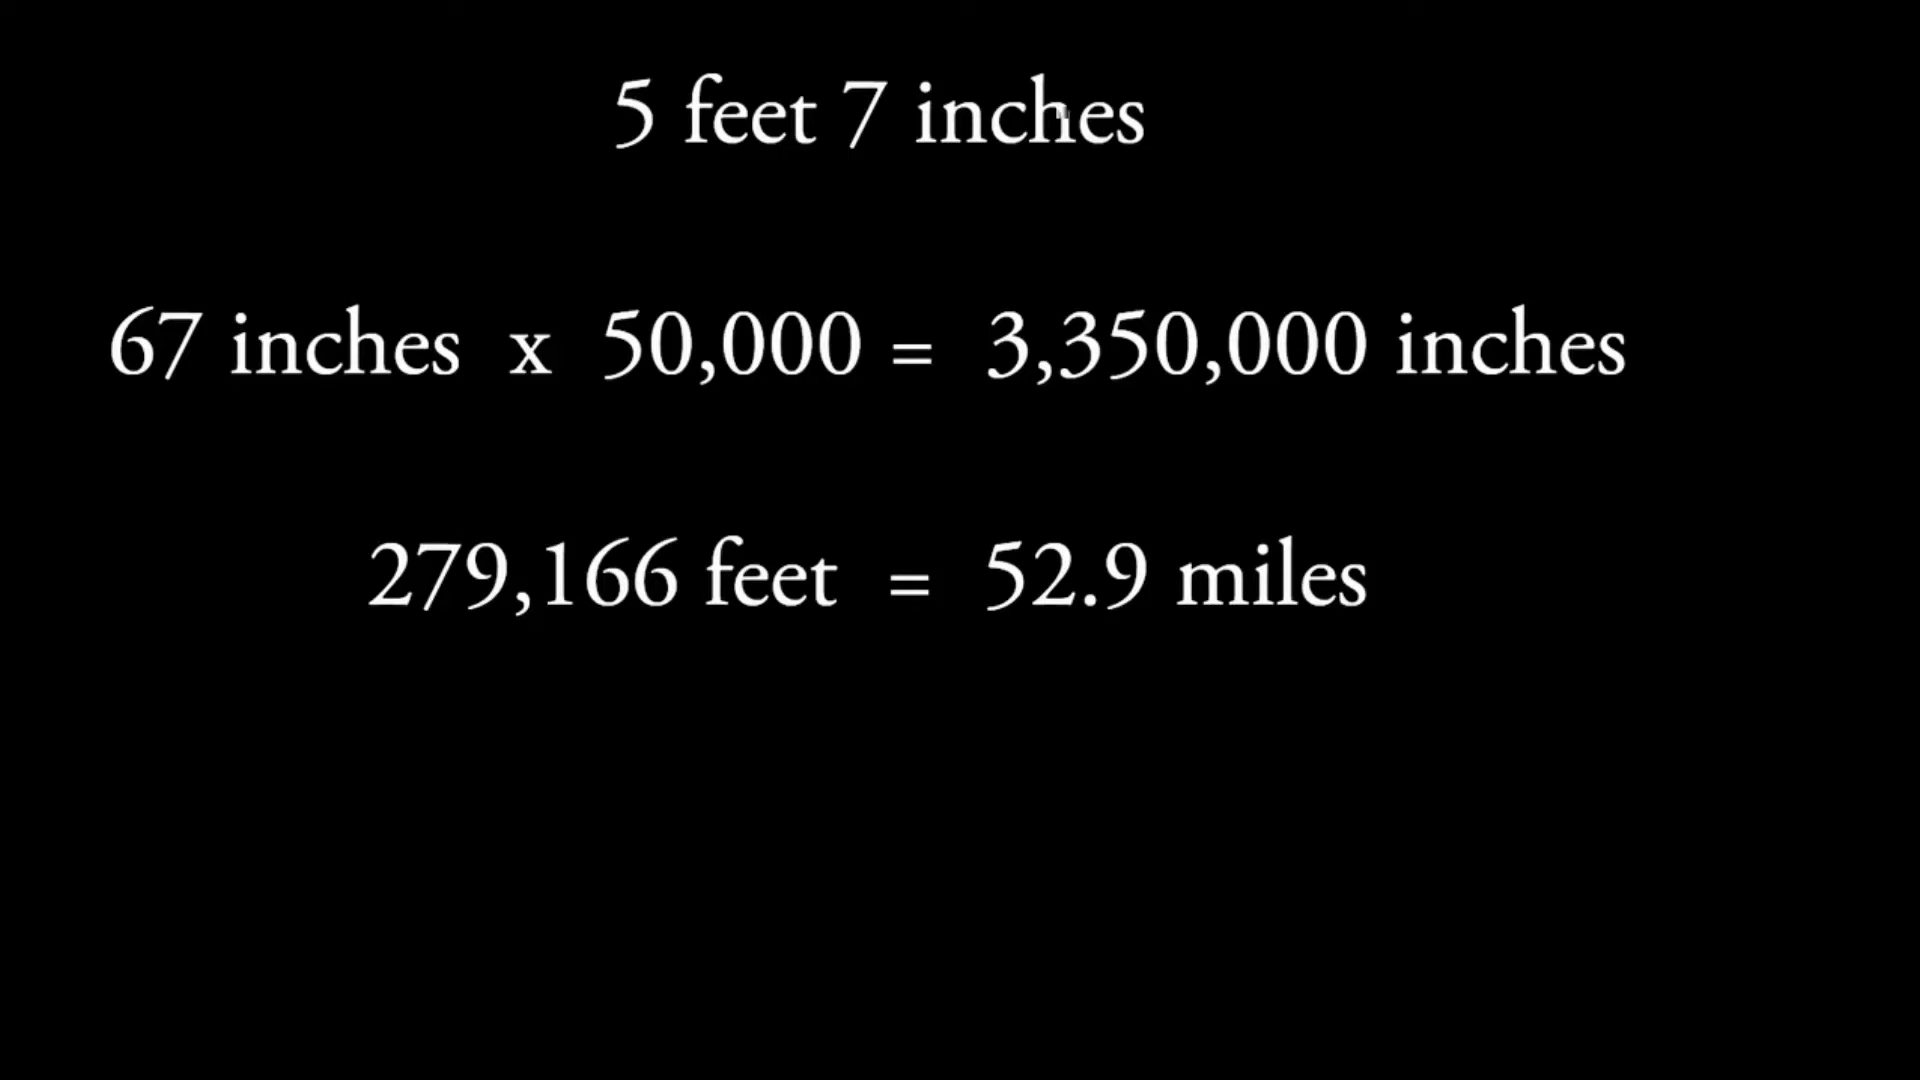 5 feet 7 inches
67 inches x 50,000 = 3,350,000 inches
279,166 feet = 52.9 miles